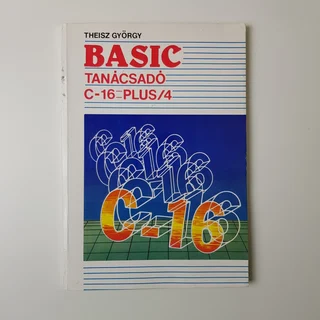 THEISZ GYÖRGY
BASIC
TANÁCSADÓ
C-16–PLUS/4
C-16